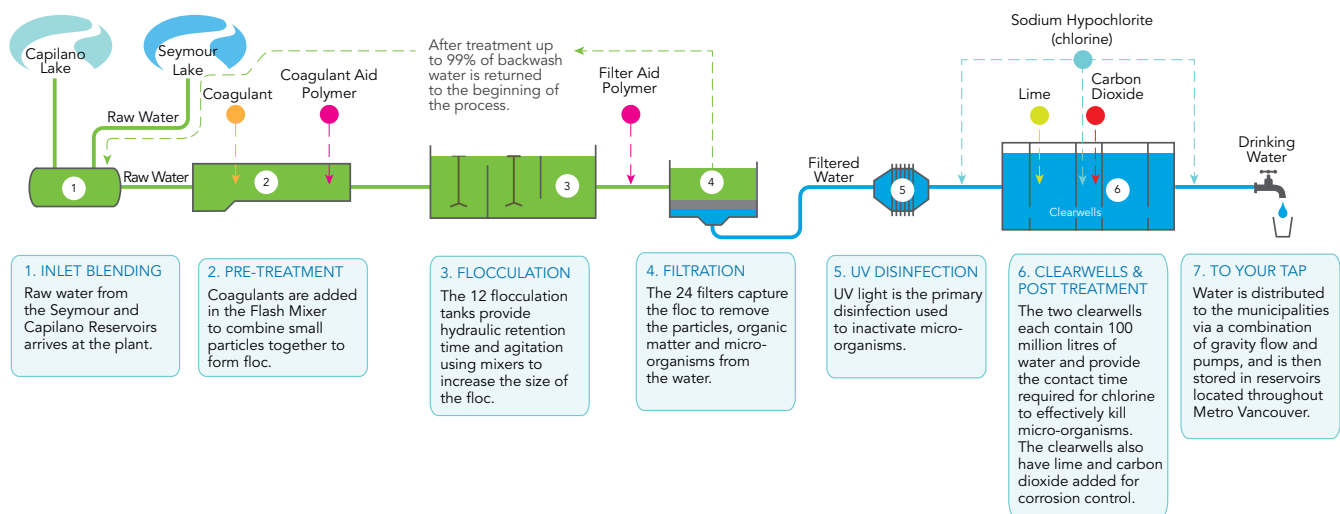 Capilano
Lake
Seymour
Lake
After treatment up
to 99% of backwash
water is returned
to the beginning of
the process.
Sodium Hypochlorite
(chlorine)
Coagulant
Coagulant Aid
Polymer
Filter Aid
Polymer
Lime
Carbon
Dioxide
Raw Water
Raw Water
Filtered
Water
Drinking
Water
1
2
3
4
5
6
Clearwells
1. INLET BLENDING
Raw water from
the Seymour and
Capilano Reservoirs
arrives at the plant.
2. PRE-TREATMENT
Coagulants are added
in the Flash Mixer
to combine small
particles together to
form floc.
3. FLOCCULATION
The 12 flocculation
tanks provide
hydraulic retention
time and agitation
using mixers to
increase the size of
the floc.
4. FILTRATION
The 24 filters capture
the floc to remove
the particles, organic
matter and micro-
organisms from
the water.
5. UV DISINFECTION
UV light is the primary
disinfection used
to inactivate micro-
organisms.
6. CLEARWELLS &
POST TREATMENT
The two clearwells
each contain 100
million litres of
water and provide
the contact time
required for chlorine
to effectively kill
micro-organisms.
The clearwells also
have lime and carbon
dioxide added for
corrosion control.
7. TO YOUR TAP
Water is distributed
to the municipalities
via a combination
of gravity flow and
pumps, and is then
stored in reservoirs
located throughout
Metro Vancouver.